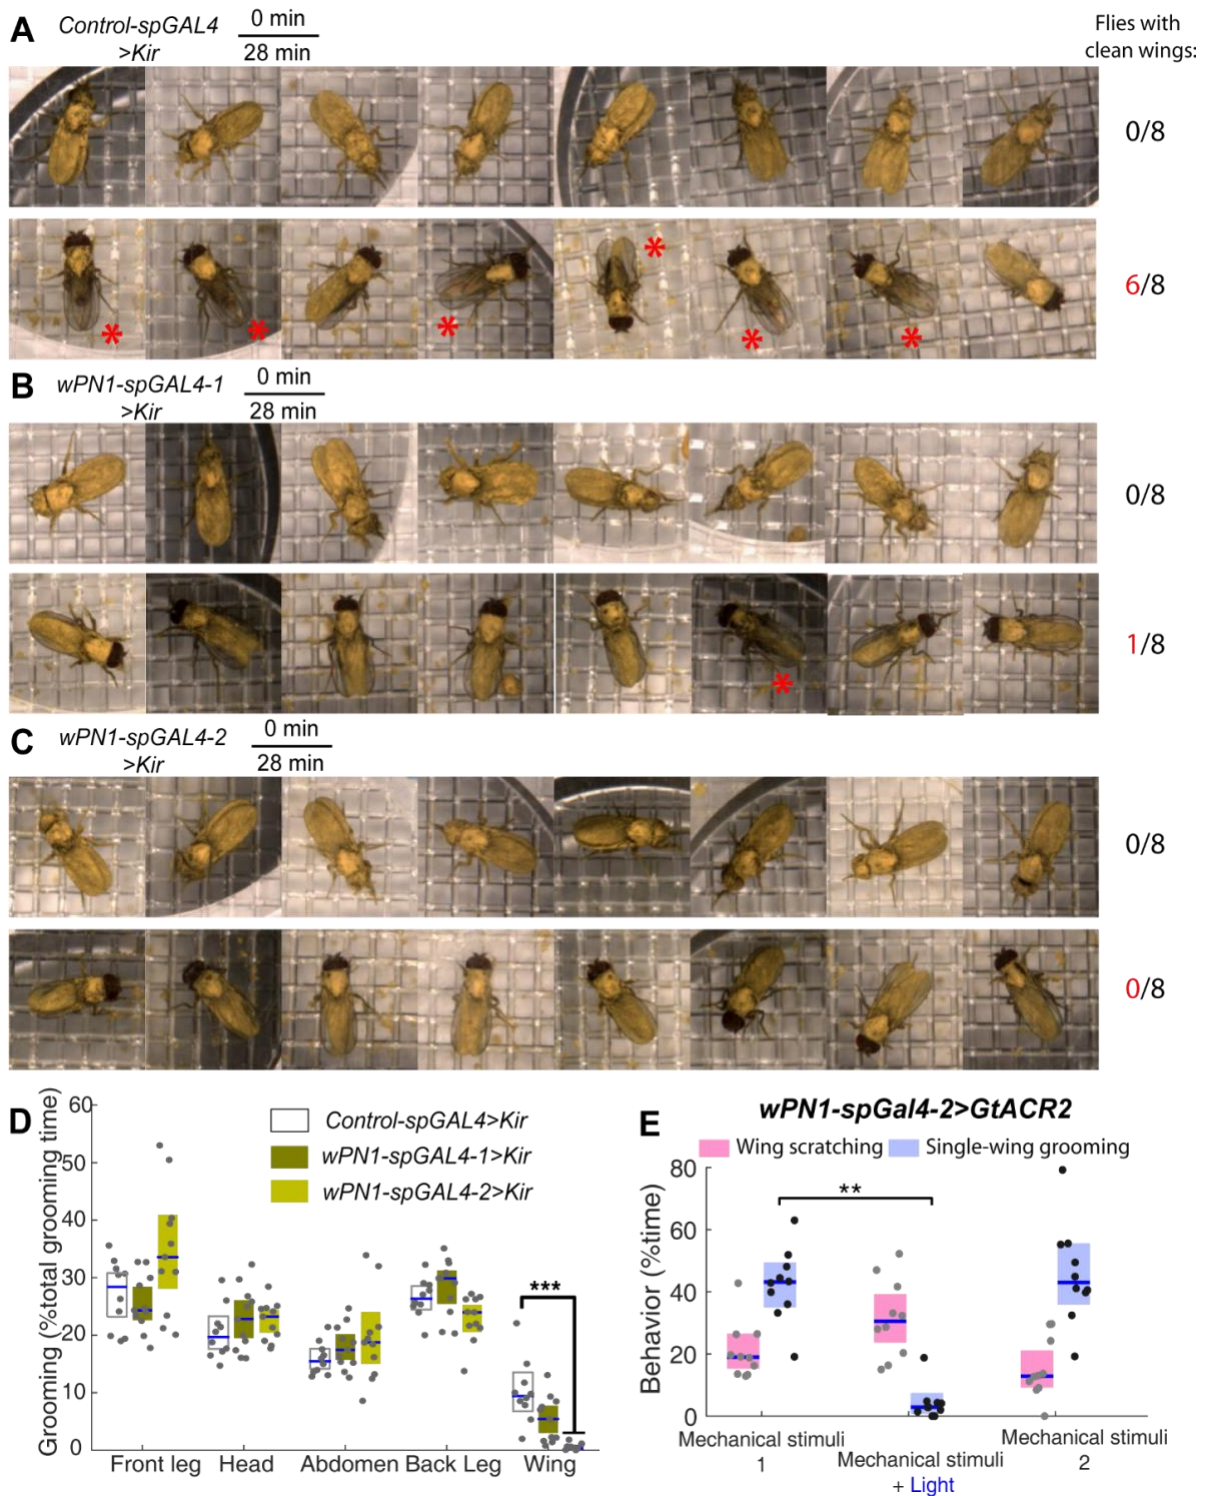 A
Control-spGAL4
>Kir
0 min
28 min
Flies with
clean wings:
0/8
*
*
*
*
*
*
6/8
B
wPN1-spGAL4-1
>Kir
0 min
28 min
0/8
*
1/8
C
wPN1-spGAL4-2
>Kir
0 min
28 min
0/8
0/8
D
Grooming (%total grooming time)
60
50
40
30
20
10
0
Control-spGAL4>Kir
wPN1-spGAL4-1>Kir
wPN1-spGAL4-2>Kir
***
Front leg
Head
Abdomen
Back Leg
Wing
E
wPN1-spGal4-2>GtACR2
Wing scratching
Single-wing grooming
Behavior (%time)
80
60
40
20
0
**
Mechanical stimuli
1
Mechanical stimuli
+ Light
Mechanical stimuli
2